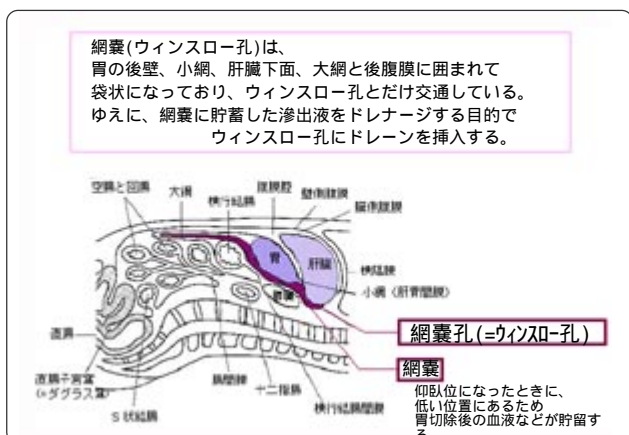 網嚢(ウィンスロー孔)は、
胃の後壁、小網、肝臓下面、大網と後腹膜に囲まれて
袋状になっており、ウィンスロー孔とだけ交通している。
ゆえに、網嚢に貯蓄した滲出液をドレナージする目的で
ウィンスロー孔にドレーンを挿入する。
空腸と回腸
大網
横行結腸
腹膜腔
壁側腹膜
臓側腹膜
胃
肝臓
横隔膜
小網(肝胃間膜)
膵臓
網嚢孔(=ウィンスロー孔)
直腸
網嚢
直腸子宮窩
(=ダグラス窩)
腸間膜
十二指腸
S状結腸
横行結腸間膜
仰臥位になったときに、
低い位置にあるため
胃切除後の血液などが貯留す
る